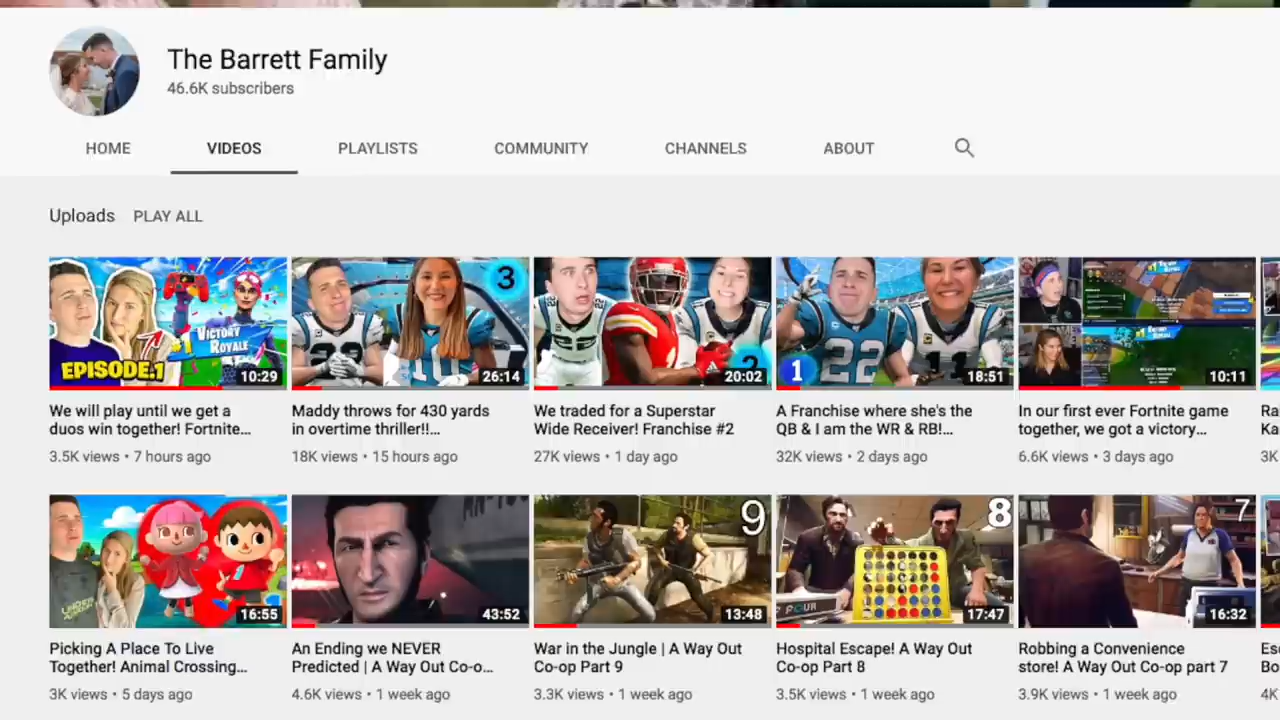 The Barrett Family
46.6K subscribers
HOME VIDEOS PLAYLISTS COMMUNITY CHANNELS ABOUT
Uploads PLAY ALL
EPISODE.1
#1 VICTORY ROYALE
10:29
3
26:14
2
20:02
1
22
11
18:51
10:11
We will play until we get a
duos win together! Fortnite...
3.5K views • 7 hours ago
Maddy throws for 430 yards
in overtime thriller!!...
18K views • 15 hours ago
We traded for a Superstar
Wide Receiver! Franchise #2
27K views • 1 day ago
A Franchise where she's the
QB & I am the WR & RB!...
32K views • 2 days ago
In our first ever Fortnite game
together, we got a victory...
6.6K views • 3 days ago
Ra
Ka
3K
16:55
43:52
9
13:48
8
17:47
7
16:32
Picking A Place To Live
Together! Animal Crossing...
3K views • 5 days ago
An Ending we NEVER
Predicted | A Way Out Co-o...
4.6K views • 1 week ago
War in the Jungle | A Way Out
Co-op Part 9
3.3K views • 1 week ago
Hospital Escape! A Way Out
Co-op Part 8
3.5K views • 1 week ago
Robbing a Convenience
store! A Way Out Co-op part 7
3.9K views • 1 week ago
Es
Bo
4K